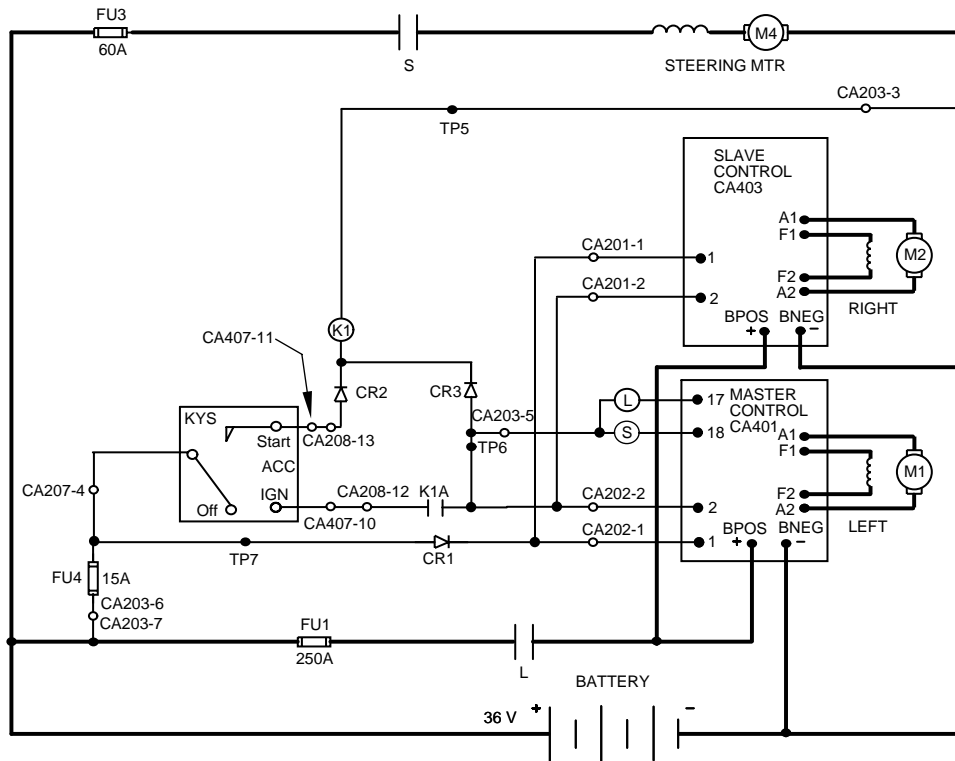 FU3
60A
S
M4
STEERING MTR
CA203-3
TP5
SLAVE
CONTROL
CA403
A1
F1
M2
F2
A2
RIGHT
CA201-1
1
CA201-2
2
BPOS
BNEG
+
-
K1
CA407-11
CR2
CR3
CA203-5
L
17
MASTER
CONTROL
CA401
S
18
A1
F1
M1
F2
A2
LEFT
KYS
Start
CA208-13
TP6
ACC
IGN
CA208-12
K1A
CA202-2
2
BPOS
BNEG
+
-
CA207-4
Off
CA407-10
CA202-1
1
TP7
CR1
FU4
15A
CA203-6
CA203-7
FU1
250A
L
BATTERY
36 V
+
-